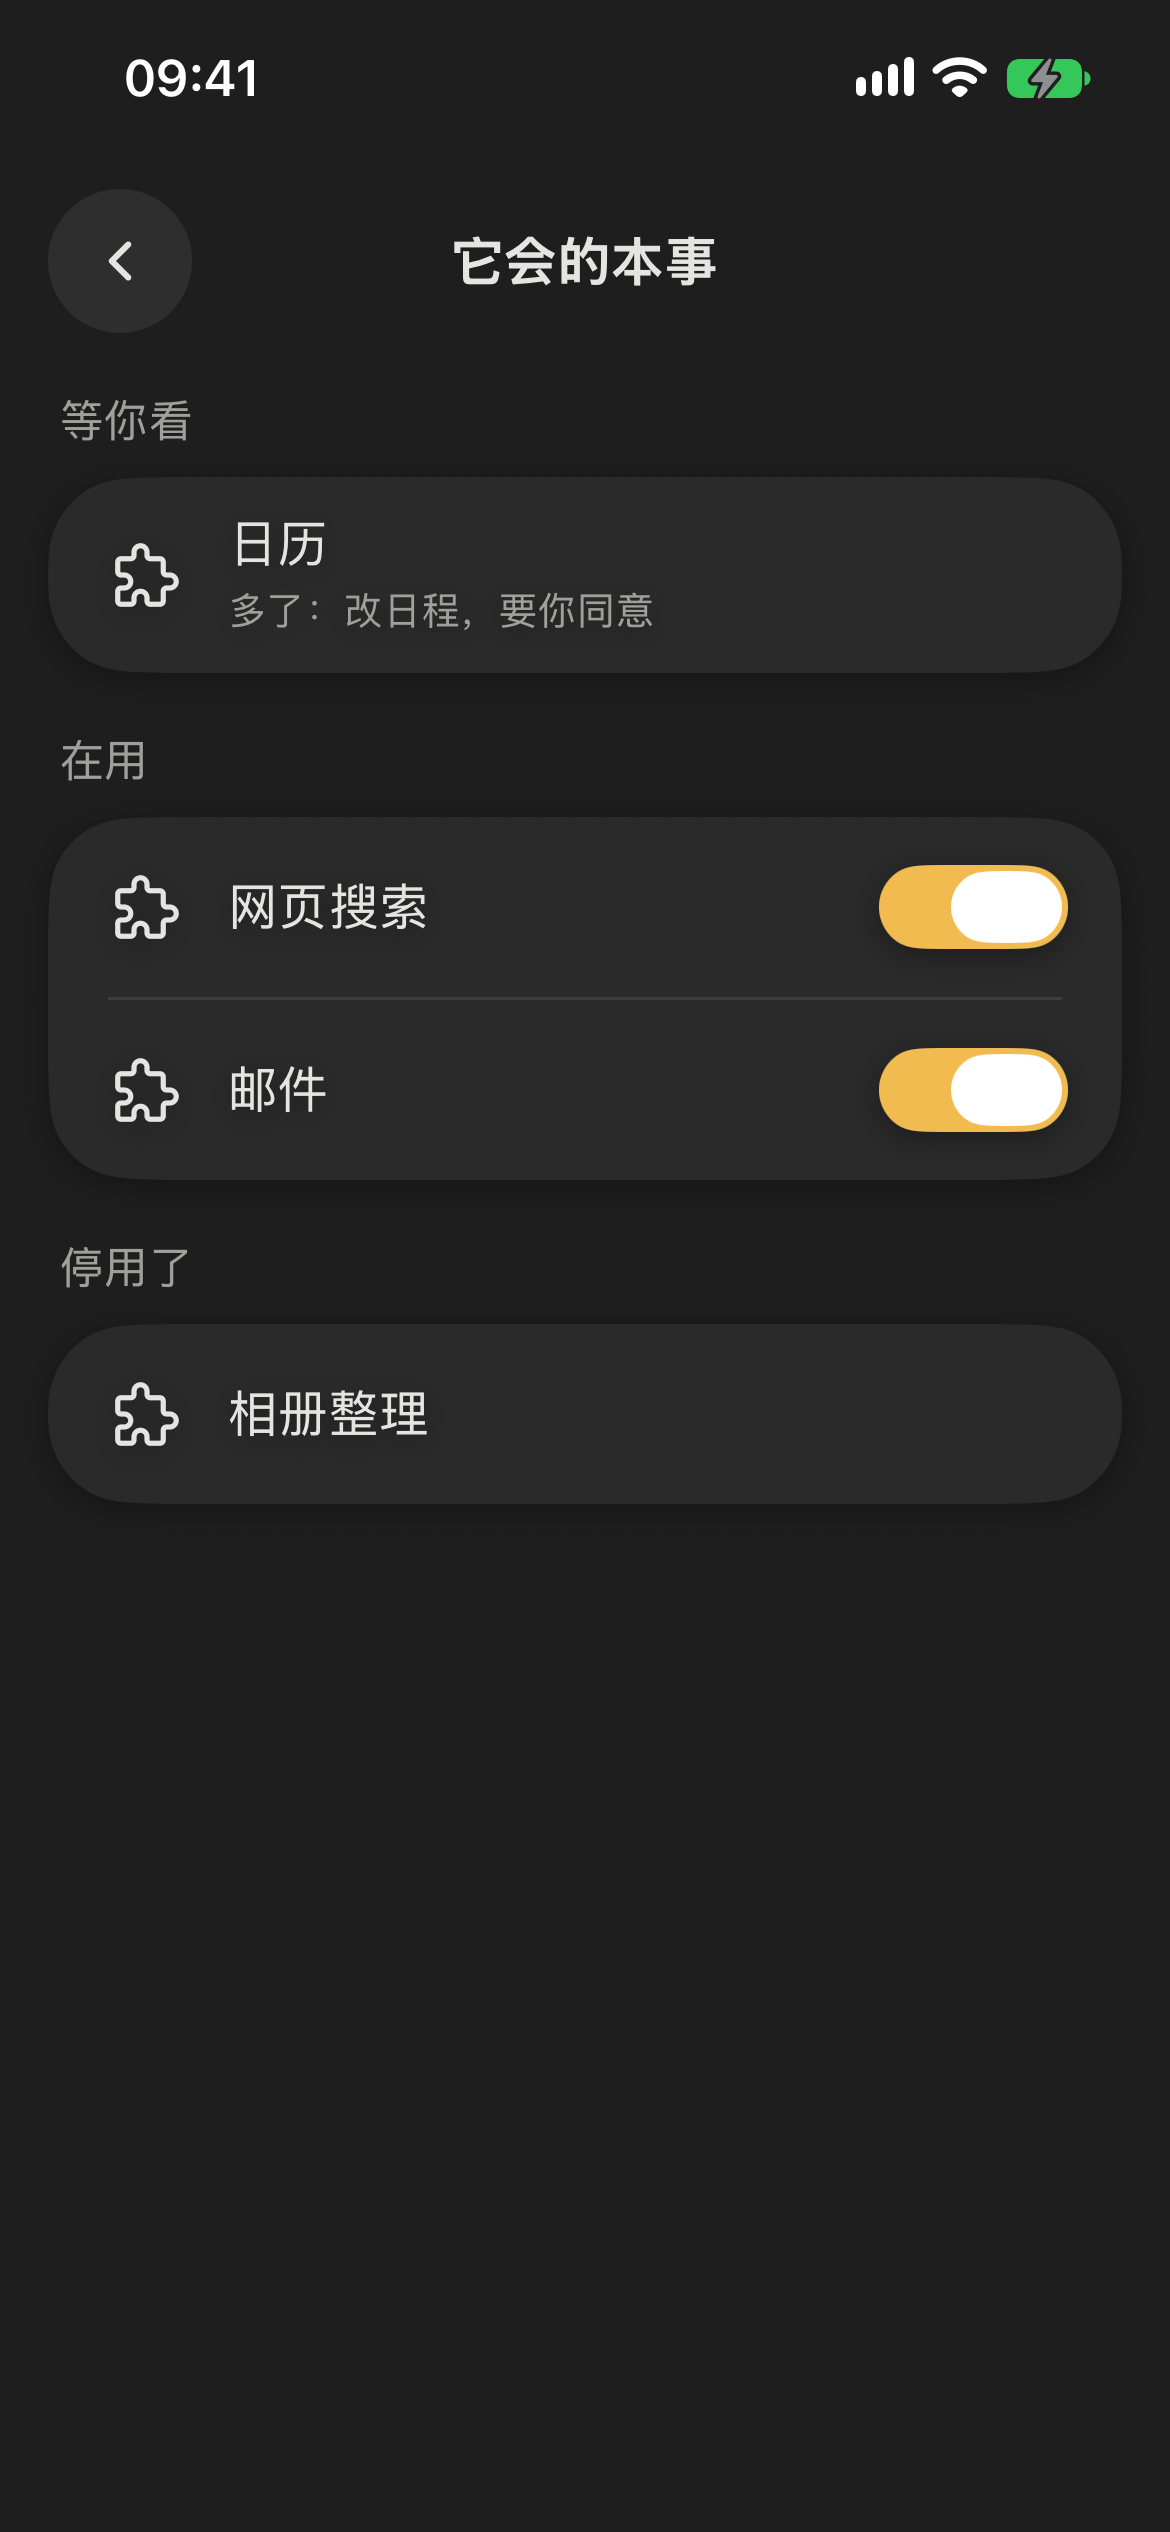 09:41
它会的本事
等你看
日历
多了：改日程，要你同意
在用
网页搜索
邮件
停用了
相册整理